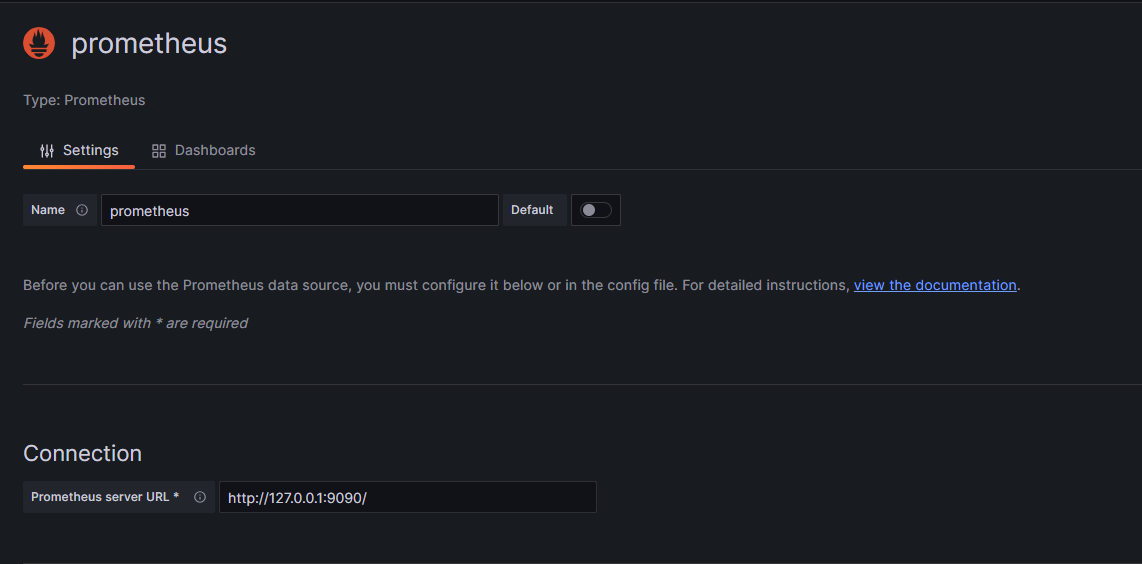 prometheus
Type: Prometheus
Settings Dashboards
Name prometheus Default
Before you can use the Prometheus data source, you must configure it below or in the config file. For detailed instructions, view the documentation.
Fields marked with * are required
Connection
Prometheus server URL * http://127.0.0.1:9090/